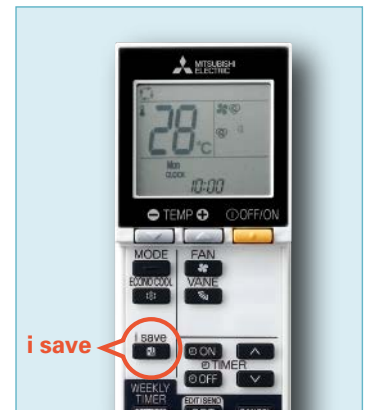 MITSUBISHI
ELECTRIC
28°C
Mon
CLOCK
10:00
TEMP OFF/ON
MODE FAN
ECONO COOL VANE
i save
i save
ON
TIMER
OFF
WEEKLY
TIMER
EDIT/SEND